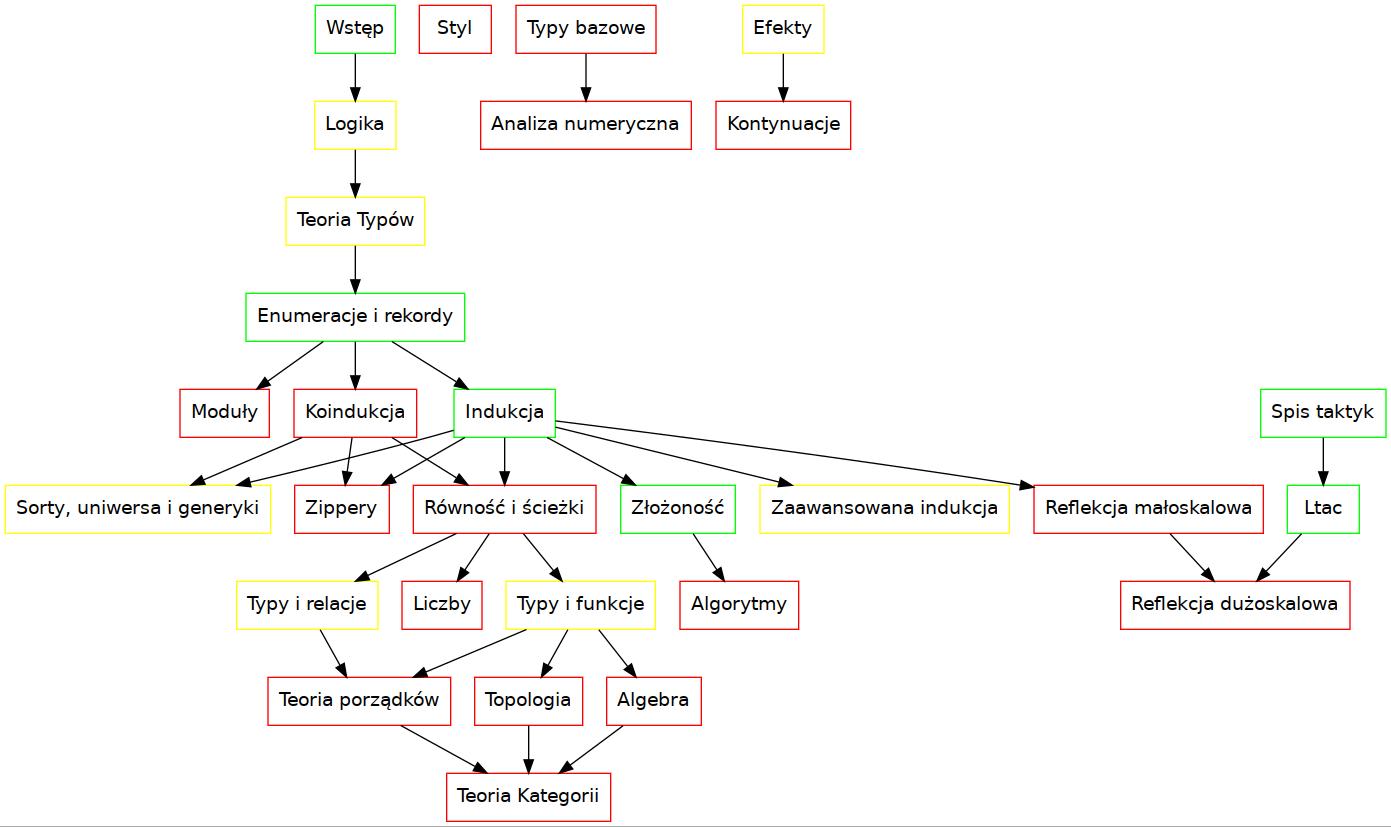 Wstęp
Styl
Typy bazowe
Efekty
Logika
Analiza numeryczna
Kontynuacje
Teoria Typów
Enumeracje i rekordy
Moduły
Koindukcja
Indukcja
Spis taktyk
Sorty, uniwersa i generyki
Zippery
Równość i ścieżki
Złożoność
Zaawansowana indukcja
Reflekcja małoskalowa
Ltac
Typy i relacje
Liczby
Typy i funkcje
Algorytmy
Reflekcja dużoskalowa
Teoria porządków
Topologia
Algebra
Teoria Kategorii